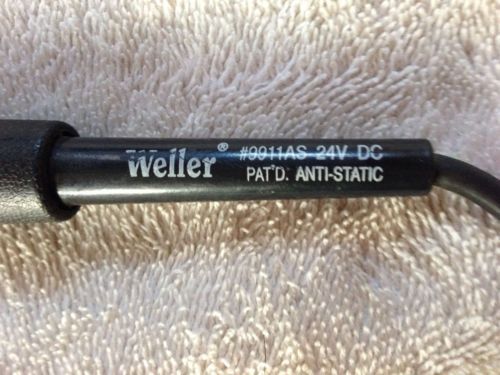 Weller® #9911AS 24V DC
PAT'D. ANTI-STATIC